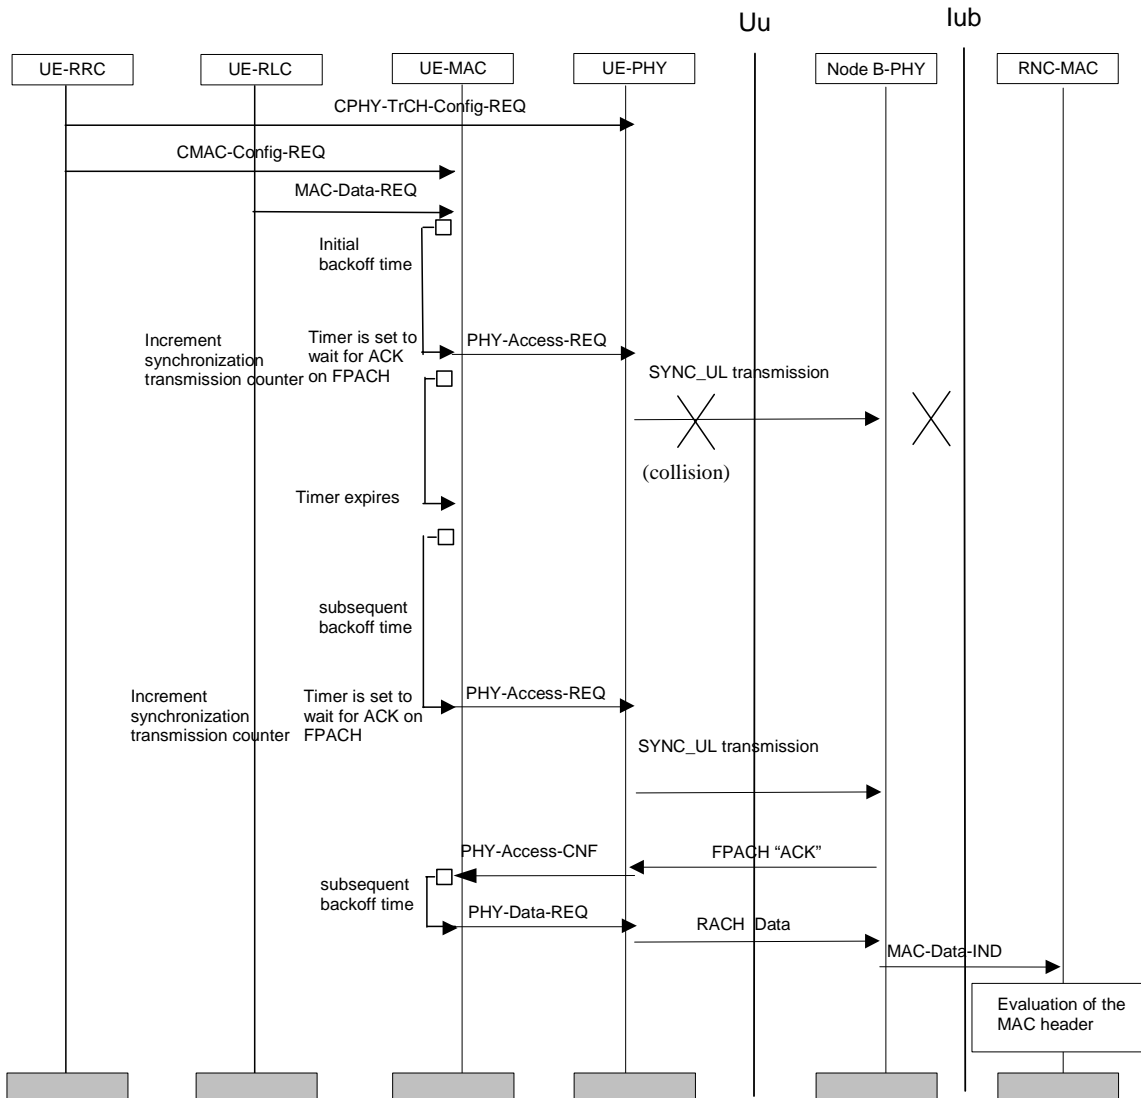 Uu
Iub
UE-RRC
UE-RLC
UE-MAC
UE-PHY
Node B-PHY
RNC-MAC
CPHY-TrCH-Config-REQ
CMAC-Config-REQ
MAC-Data-REQ
Initial
backoff time
Increment
synchronization
transmission counter
Timer is set to
wait for ACK
on FPACH
PHY-Access-REQ
SYNC_UL transmission
(collision)
Timer expires
subsequent
backoff time
Increment
synchronization
transmission counter
Timer is set to
wait for ACK on
FPACH
PHY-Access-REQ
SYNC_UL transmission
PHY-Access-CNF
FPACH “ACK”
subsequent
backoff time
PHY-Data-REQ
RACH Data
MAC-Data-IND
Evaluation of the
MAC header